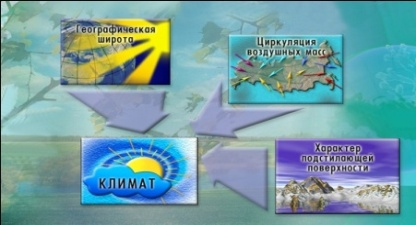 Географическая
широта
Циркуляция
воздушных масс
КЛИМАТ
Характер
подстилающей
поверхности